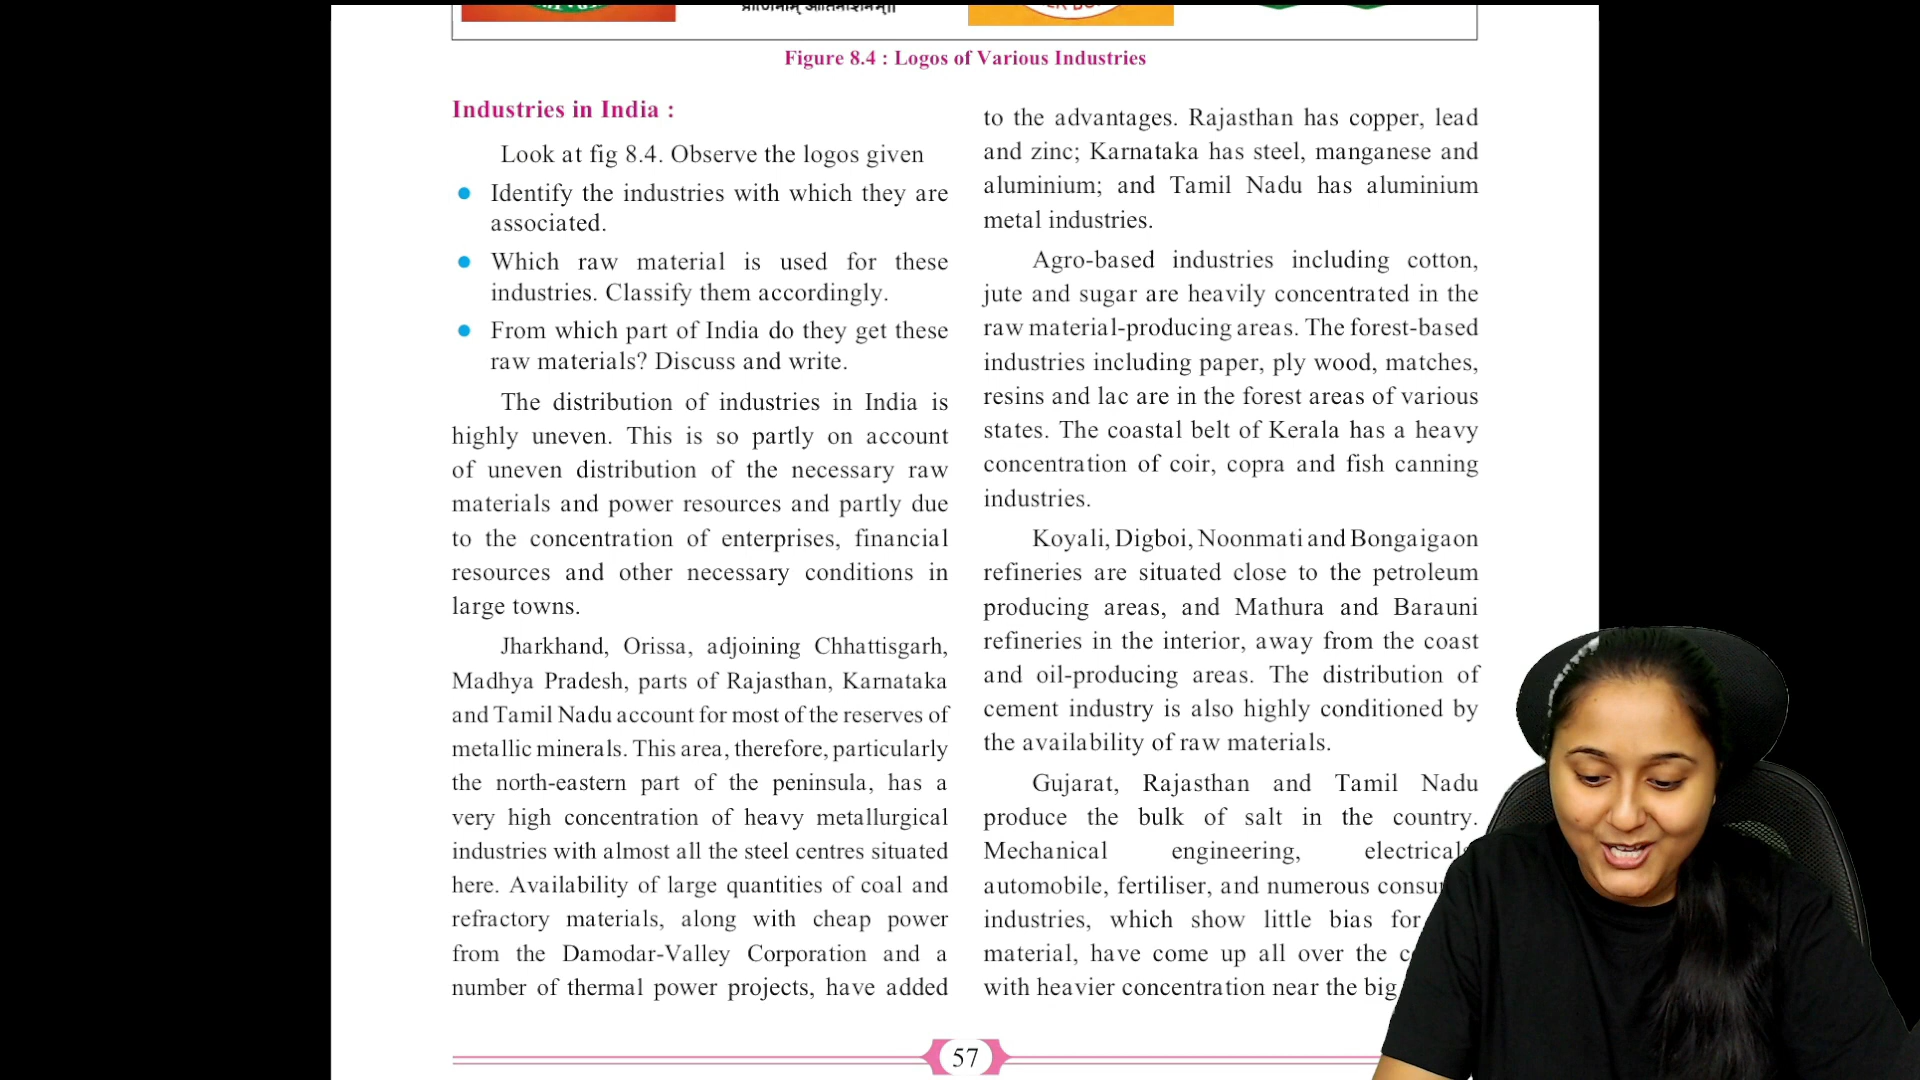 Figure 8.4 : Logos of Various Industries
Industries in India :
Look at fig 8.4. Observe the logos given
Identify the industries with which they are
associated.
Which raw material is used for these
industries. Classify them accordingly.
From which part of India do they get these
raw materials? Discuss and write.
The distribution of industries in India is
highly uneven. This is so partly on account
of uneven distribution of the necessary raw
materials and power resources and partly due
to the concentration of enterprises, financial
resources and other necessary conditions in
large towns.
Jharkhand, Orissa, adjoining Chhattisgarh,
Madhya Pradesh, parts of Rajasthan, Karnataka
and Tamil Nadu account for most of the reserves of
metallic minerals. This area, therefore, particularly
the north-eastern part of the peninsula, has a
very high concentration of heavy metallurgical
industries with almost all the steel centres situated
here. Availability of large quantities of coal and
refractory materials, along with cheap power
from the Damodar-Valley Corporation and a
number of thermal power projects, have added
to the advantages. Rajasthan has copper, lead
and zinc; Karnataka has steel, manganese and
aluminium; and Tamil Nadu has aluminium
metal industries.
Agro-based industries including cotton,
jute and sugar are heavily concentrated in the
raw material-producing areas. The forest-based
industries including paper, ply wood, matches,
resins and lac are in the forest areas of various
states. The coastal belt of Kerala has a heavy
concentration of coir, copra and fish canning
industries.
Koyali, Digboi, Noonmati and Bongaigaon
refineries are situated close to the petroleum
producing areas, and Mathura and Barauni
refineries in the interior, away from the coast
and oil-producing areas. The distribution of
cement industry is also highly conditioned by
the availability of raw materials.
Gujarat, Rajasthan and Tamil Nadu
produce the bulk of salt in the country.
Mechanical engineering, electrical
automobile, fertiliser, and numerous
industries, which show little bias for
material, have come up all over the
with heavier concentration near the big
57